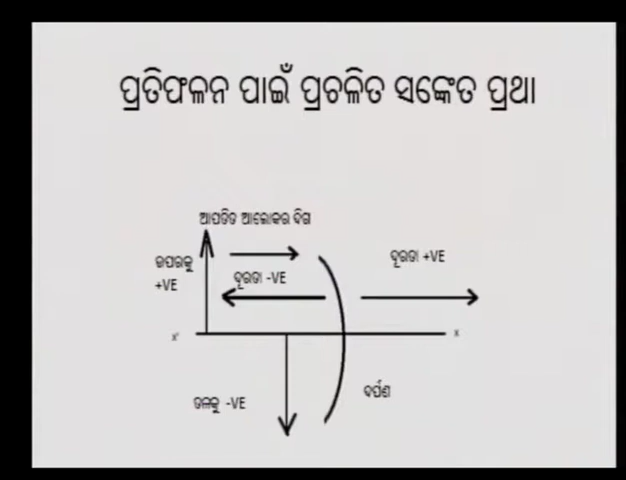 ପ୍ରତିଫଳନ ପାଇଁ ପ୍ରଚଳିତ ସଙ୍କେତ ପ୍ରଥା
ଆପତିତ ଆଲୋକର ଦିଗ
ଉପରକୁ
+VE
ଦୂରତା -VE
ଦୂରତା +VE
X'
X
ତଳକୁ -VE
ଦର୍ପଣ